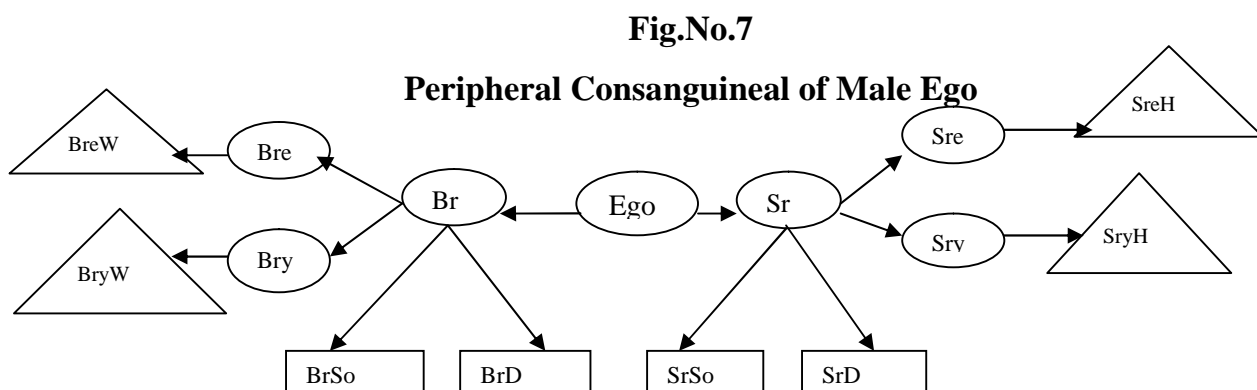 Fig.No.7
Peripheral Consanguineal of Male Ego
SreH
BreW
Bre
Sre
Br
Ego
Sr
BryW
Bry
Sry
SryH
BrSo
BrD
SrSo
SrD